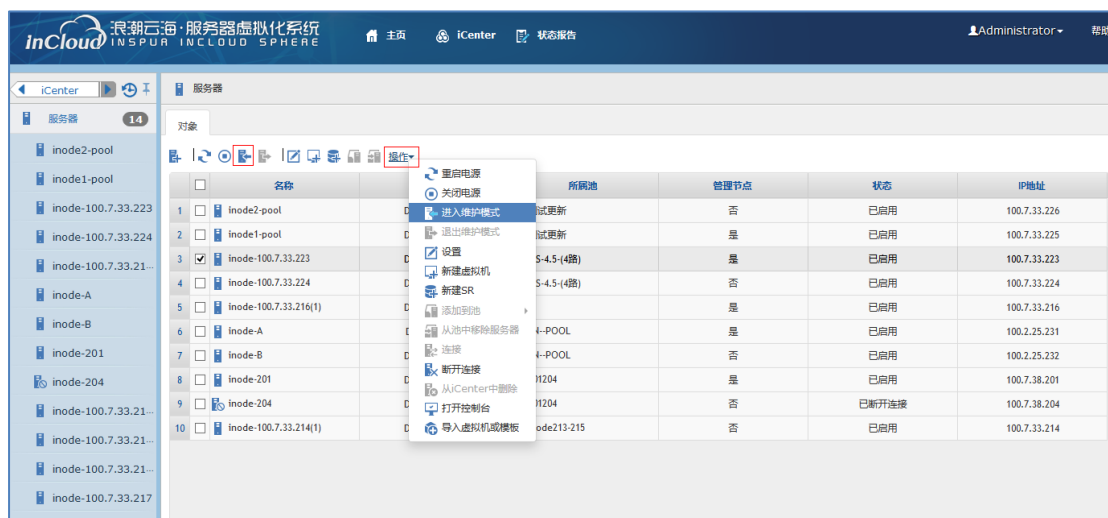 inCloud 浪潮云海·服务器虚拟化系统
INSPUR INCLOUD SPHERE
主页 iCenter 状态报告 Administrator 帮助
iCenter
服务器 14
inode2-pool
inode1-pool
inode-100.7.33.223
inode-100.7.33.224
inode-100.7.33.21...
inode-A
inode-B
inode-201
inode-204
inode-100.7.33.21...
inode-100.7.33.21...
inode-100.7.33.21...
inode-100.7.33.217
服务器
对象
操作
名称 所属池 管理节点 状态 IP地址
1 inode2-pool D 试更新 否 已启用 100.7.33.226
2 inode1-pool D 试更新 是 已启用 100.7.33.225
3 inode-100.7.33.223 D S-4.5-(4路) 是 已启用 100.7.33.223
4 inode-100.7.33.224 D S-4.5-(4路) 否 已启用 100.7.33.224
5 inode-100.7.33.216(1) D 是 已启用 100.7.33.216
6 inode-A D N--POOL 是 已启用 100.2.25.231
7 inode-B D N--POOL 否 已启用 100.2.25.232
8 inode-201 D 01204 是 已启用 100.7.38.201
9 inode-204 D 01204 否 已断开连接 100.7.38.204
10 inode-100.7.33.214(1) D ode213-215 否 已启用 100.7.33.214
重启电源
关闭电源
进入维护模式
退出维护模式
设置
新建虚拟机
新建SR
添加到池
从池中移除服务器
连接
断开连接
从iCenter中删除
打开控制台
导入虚拟机或模板